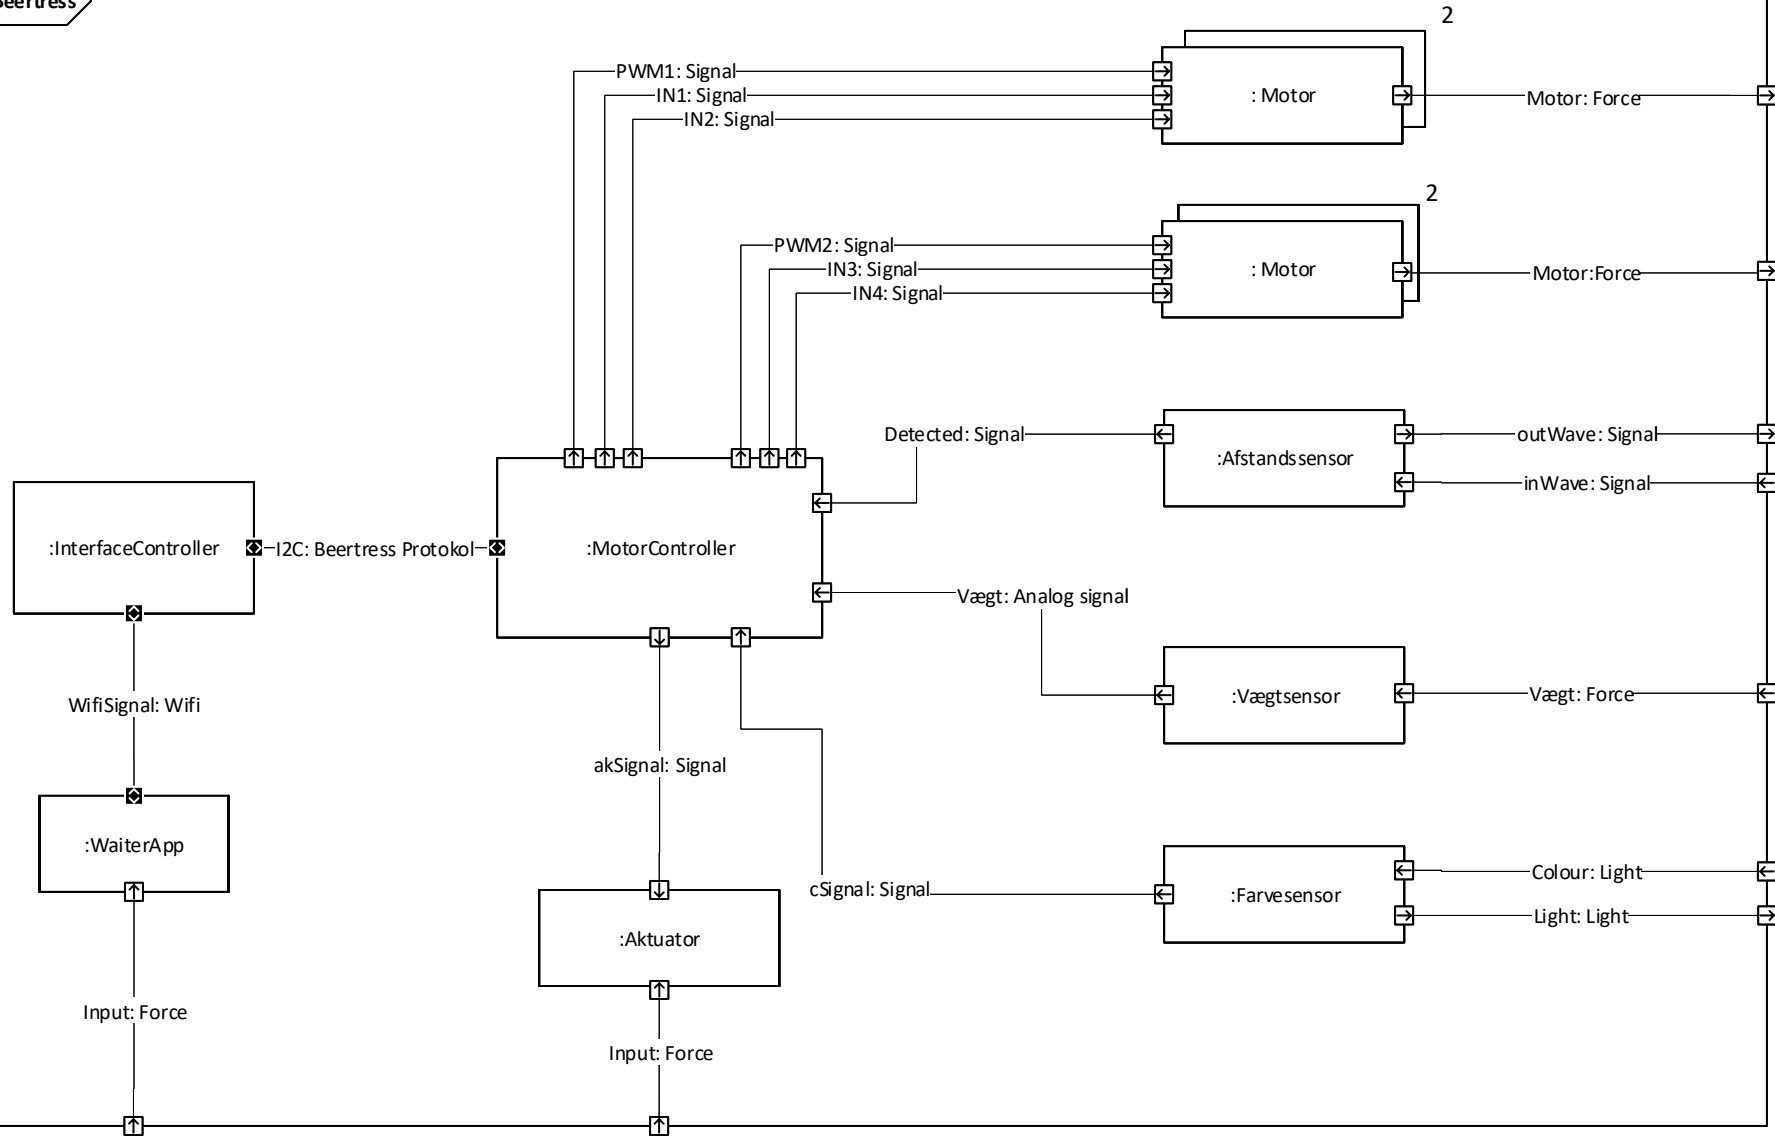 Beertress
2
PWM1: Signal
IN1: Signal
IN2: Signal
: Motor
Motor: Force
2
PWM2: Signal
IN3: Signal
IN4: Signal
: Motor
Motor:Force
Detected: Signal
:Afstandssensor
outWave: Signal
inWave: Signal
:InterfaceController
I2C: Beertress Protokol
:MotorController
Vægt: Analog signal
:Vægtsensor
Vægt: Force
WifiSignal: Wifi
akSignal: Signal
:WaiterApp
cSignal: Signal
:Farvesensor
Colour: Light
Light: Light
:Aktuator
Input: Force
Input: Force